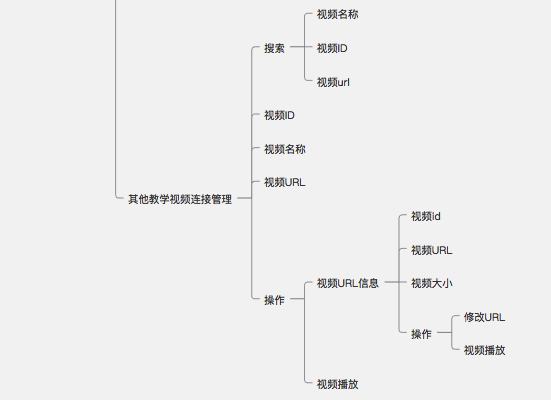 视频名称
搜索
视频ID
视频url
视频ID
视频名称
视频URL
其他教学视频连接管理
视频Id
视频URL
视频URL信息
视频大小
操作
修改URL
操作
视频播放
视频播放